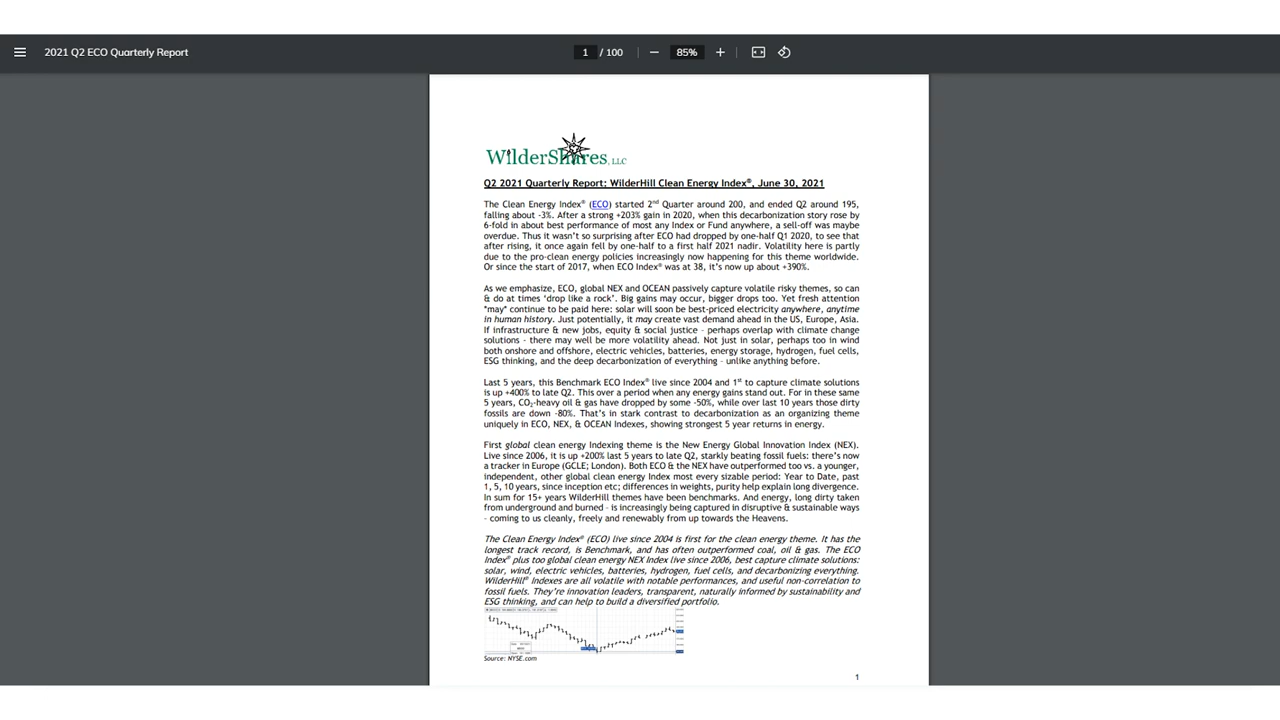 2021 Q2 ECO Quarterly Report
1 / 100
85%
WilderShares, LLC
Q2 2021 Quarterly Report: WilderHill Clean Energy Index®, June 30, 2021
The Clean Energy Index® (ECO) started 2nd Quarter around 200, and ended Q2 around 195,
falling about -3%. After a strong +203% gain in 2020, when this decarbonization story rose by
6-fold in about best performance of most any Index or Fund anywhere, a sell-off was maybe
overdue. Thus it wasn't so surprising after ECO had dropped by one-half Q1 2020, to see that
after rising, it once again fell by one-half to a first half 2021 nadir. Volatility here is partly
due to the pro-clean energy policies increasingly now happening for this theme worldwide.
Or since the start of 2017, when ECO Index® was at 38, it's now up about +390%.
As we emphasize, ECO, global NEX and OCEAN passively capture volatile risky themes, so can
& do at times 'drop like a rock'. Big gains may occur, bigger drops too. Yet fresh attention
*may* continue to be paid here: solar will soon be best-priced electricity anywhere, anytime
in human history. Just potentially, it may create vast demand ahead in the US, Europe, Asia.
If infrastructure & new jobs, equity & social justice - perhaps overlap with climate change
solutions - there may well be more volatility ahead. Not just in solar, perhaps too in wind
both onshore and offshore, electric vehicles, batteries, energy storage, hydrogen, fuel cells,
ESG thinking, and the deep decarbonization of everything - unlike anything before.
Last 5 years, this Benchmark ECO Index® live since 2004 and 1st to capture climate solutions
is up +400% to late Q2. This over a period when any energy gains stand out. For in these same
5 years, CO2-heavy oil & gas have dropped by some -50%, while over last 10 years those dirty
fossils are down -80%. That's in stark contrast to decarbonization as an organizing theme
uniquely in ECO, NEX, & OCEAN Indexes, showing strongest 5 year returns in energy.
First global clean energy Indexing theme is the New Energy Global Innovation Index (NEX).
Live since 2006, it is up +200% last 5 years to late Q2, starkly beating fossil fuels: there's now
a tracker in Europe (GCLE; London). Both ECO & the NEX have outperformed too vs. a younger,
independent, other global clean energy Index most every sizable period: Year to Date, past
1, 5, 10 years, since inception etc; differences in weights, purity help explain long divergence.
In sum for 15+ years WilderHill themes have been benchmarks. And energy, long dirty taken
from underground and burned - is increasingly being captured in disruptive & sustainable ways
- coming to us cleanly, freely and renewably from up towards the Heavens.
The Clean Energy Index® (ECO) live since 2004 is first for the clean energy theme. It has the
longest track record, is Benchmark, and has often outperformed coal, oil & gas. The ECO
Index® plus too global clean energy NEX Index live since 2006, best capture climate solutions:
solar, wind, electric vehicles, batteries, hydrogen, fuel cells, and decarbonizing everything.
WilderHill® Indexes are all volatile with notable performances, and useful non-correlation to
fossil fuels. They're innovation leaders, transparent, naturally informed by sustainability and
ESG thinking, and can help to build a diversified portfolio.
Source: NYSE.com
1